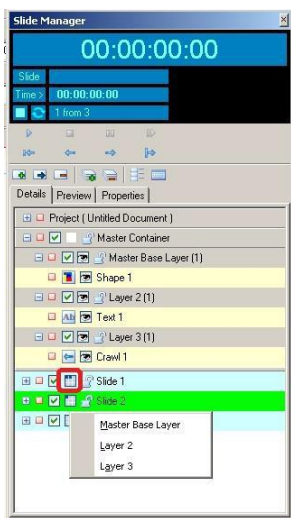 Slide Manager
00:00:00:00
Slide
Time> 00:00:00:00
1 from 3
Details Preview Properties
Project ( Untitled Document )
Master Container
Master Base Layer (1)
Shape 1
Layer 2 (1)
Ab Text 1
Layer 3 (1)
Crawl 1
Slide 1
Slide 2
Master Base Layer
Layer 2
Layer 3